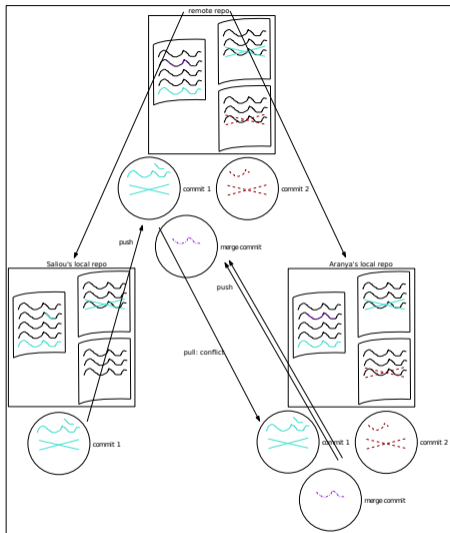 remote repo
commit 1
commit 2
push
merge commit
Saliou's local repo
Aranya's local repo
push
pull: conflict
commit 1
commit 1
commit 2
merge commit